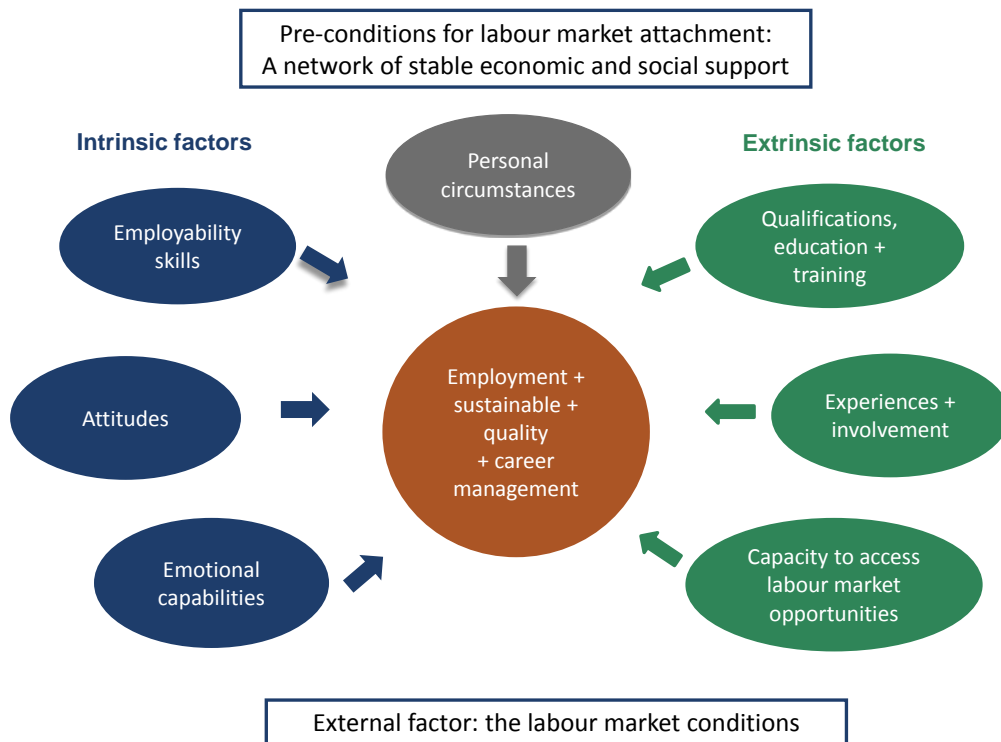 Pre-conditions for labour market attachment:
A network of stable economic and social support
Intrinsic factors
Personal
circumstances
Extrinsic factors
Employability
skills
Qualifications,
education +
training
Attitudes
Employment +
sustainable +
quality
+ career
management
Experiences +
involvement
Emotional
capabilities
Capacity to access
labour market
opportunities
External factor: the labour market conditions